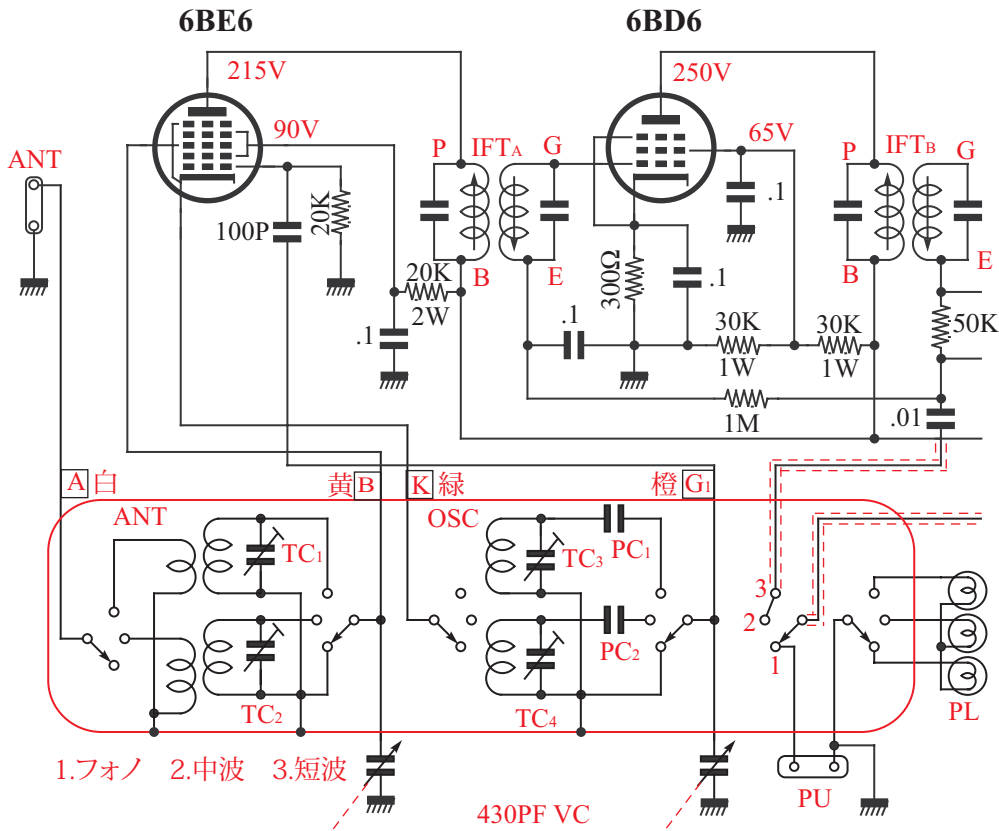 6BE6
6BD6
215V
250V
90V
65V
ANT
P
IFTA
G
P
IFTB
G
100P
20K
.1
20K
2W
B
E
300Ω
.1
B
E
.1
.1
30K
1W
30K
1W
50K
1M
.01
A 白
黄 B
K 緑
橙 G1
ANT
TC1
OSC
TC3
PC1
3
2
1
TC2
TC4
PC2
PL
1.フォノ 2.中波 3.短波
430PF VC
PU